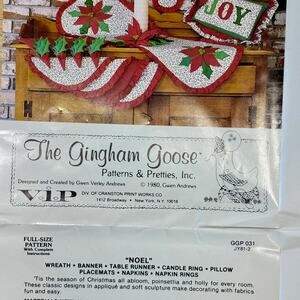 JOY
The Gingham Goose
Patterns & Pretties, Inc.
Designed and Created by Gwen Verley Andrews
© 1980, Gwen Andrews
V.I.P
DIV OF CRANSTON PRINT WORKS CO.
1412 Broadway • New York, N.Y. 10018
FULL-SIZE
PATTERN
With Complete
Instructions
GGP 031
JY81-2
"NOEL"
WREATH • BANNER • TABLE RUNNER • CANDLE RING • PILLOW
PLACEMATS • NAPKINS • NAPKIN RINGS
'Tis the season of Christmas all abloom, poinsettia and holly for every room.
These classic designs in appliqué and soft sculpture make decorating with fabrics
fun and easy.